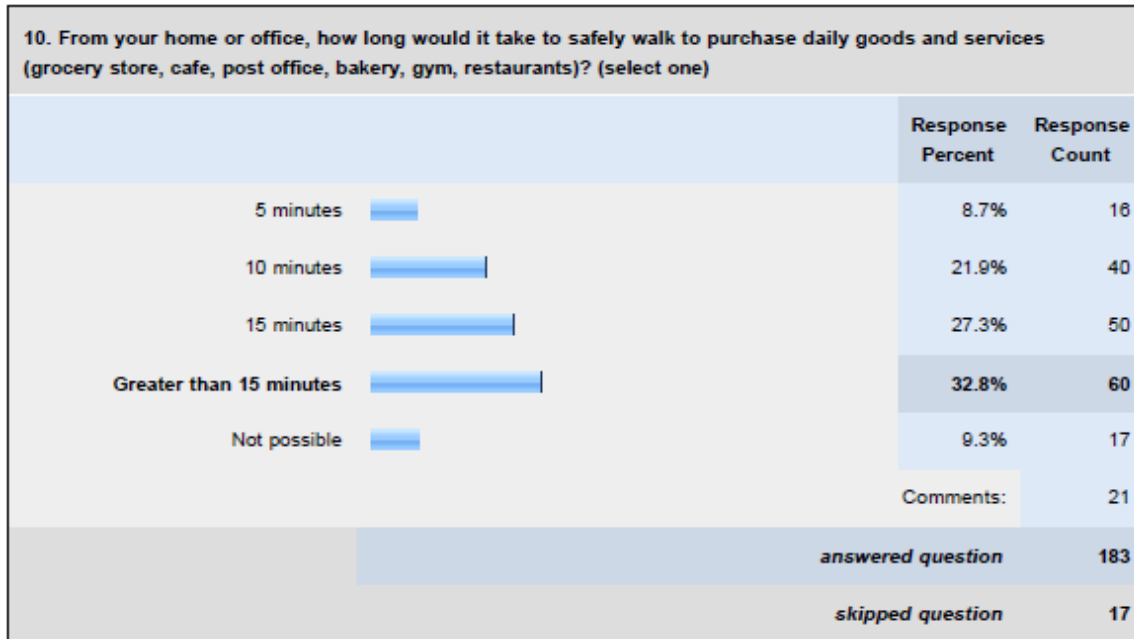 10. From your home or office, how long would it take to safely walk to purchase daily goods and services
(grocery store, cafe, post office, bakery, gym, restaurants)? (select one)
Response Percent Response Count
5 minutes 8.7% 16
10 minutes 21.9% 40
15 minutes 27.3% 50
Greater than 15 minutes 32.8% 60
Not possible 9.3% 17
Comments: 21
answered question 183
skipped question 17